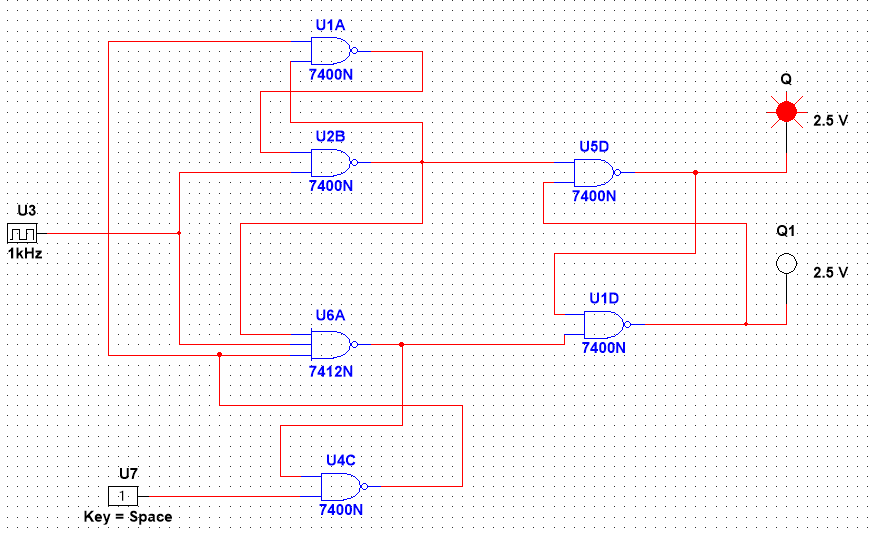 U1A
7400N
Q
2.5 V
U2B
7400N
U5D
7400N
U3
1kHz
Q1
2.5 V
U6A
7412N
U1D
7400N
U4C
7400N
U7
1
Key = Space